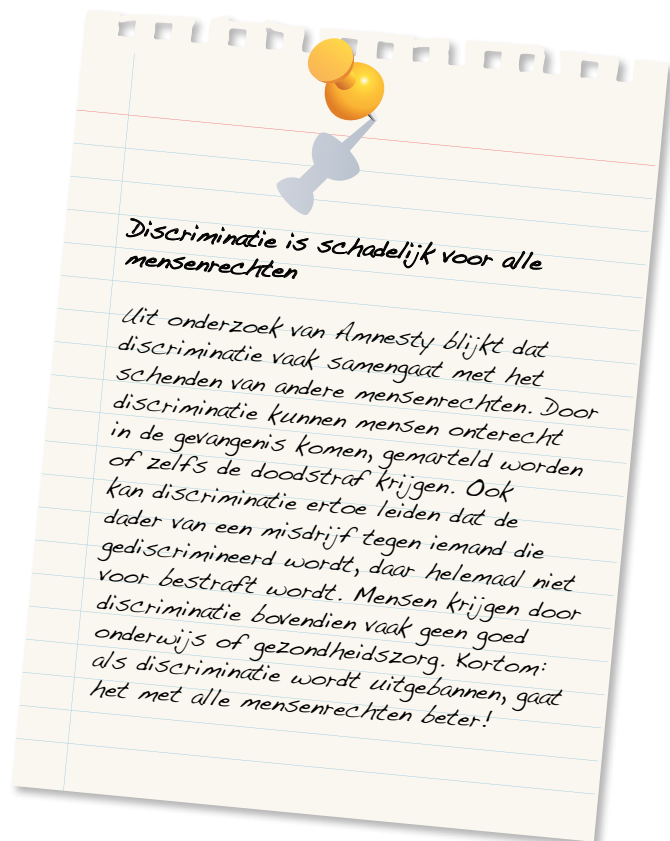 Discriminatie is schadelijk voor alle
mensenrechten
Uit onderzoek van Amnesty blijkt dat
discriminatie vaak samengaat met het
schenden van andere mensenrechten. Door
discriminatie kunnen mensen onterecht
in de gevangenis komen, gemarteld worden
of zelfs de doodstraf krijgen. Ook
kan discriminatie ertoe leiden dat de
dader van een misdrijf tegen iemand die
gediscrimineerd wordt, daar helemaal niet
voor bestraft wordt. Mensen krijgen door
discriminatie bovendien vaak geen goed
onderwijs of gezondheidszorg. Kortom:
als discriminatie wordt uitgebannen, gaat
het met alle mensenrechten beter!